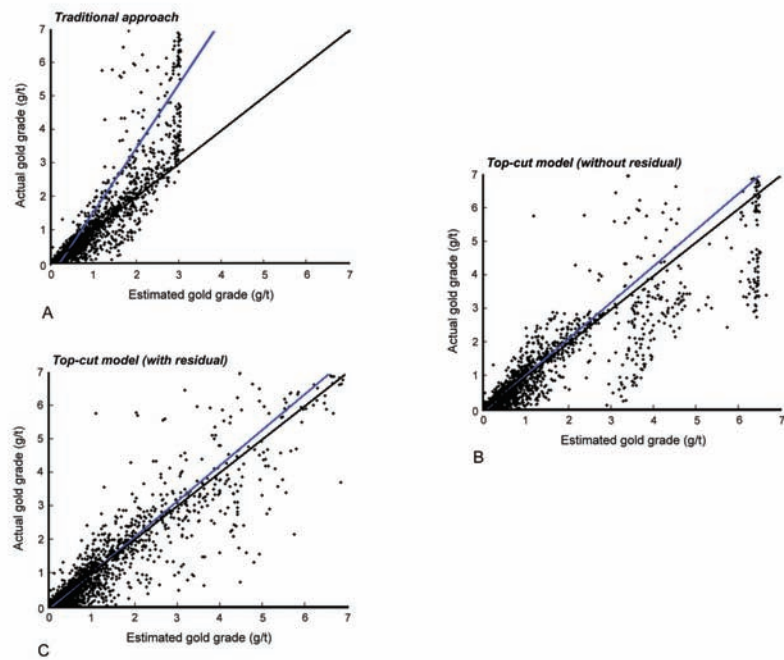 Traditional approach
Actual gold grade (g/t)
7
6
5
4
3
2
1
0
0 1 2 3 4 5 6 7
Estimated gold grade (g/t)
A
Top-cut model (without residual)
Actual gold grade (g/t)
7
6
5
4
3
2
1
0
0 1 2 3 4 5 6 7
Estimated gold grade (g/t)
B
Top-cut model (with residual)
Actual gold grade (g/t)
7
6
5
4
3
2
1
0
0 1 2 3 4 5 6 7
Estimated gold grade (g/t)
C